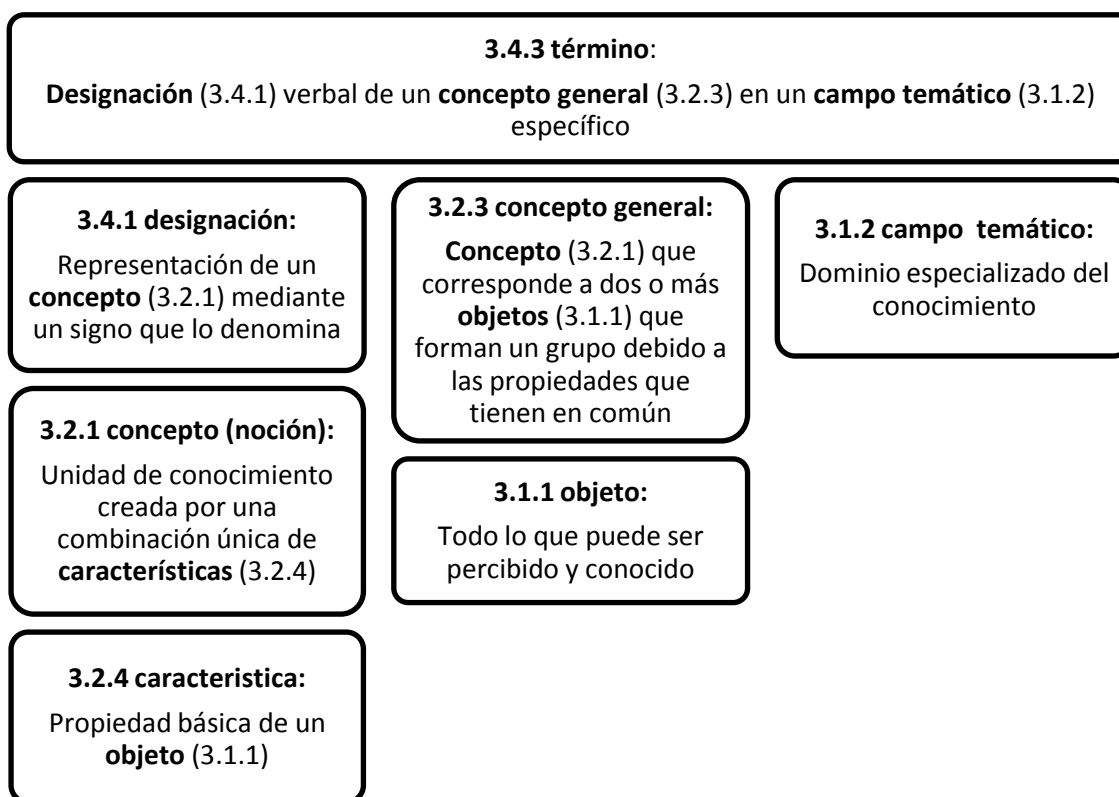 3.4.3 término:
Designación (3.4.1) verbal de un concepto general (3.2.3) en un campo temático (3.1.2)
específico
3.4.1 designación:
Representación de un
concepto (3.2.1) mediante
un signo que lo denomina
3.2.1 concepto (noción):
Unidad de conocimiento
creada por una
combinación única de
características (3.2.4)
3.2.4 caracteristica:
Propiedad básica de un
objeto (3.1.1)
3.2.3 concepto general:
Concepto (3.2.1) que
corresponde a dos o más
objetos (3.1.1) que
forman un grupo debido a
las propiedades que
tienen en común
3.1.1 objeto:
Todo lo que puede ser
percibido y conocido
3.1.2 campo temático:
Dominio especializado del
conocimiento